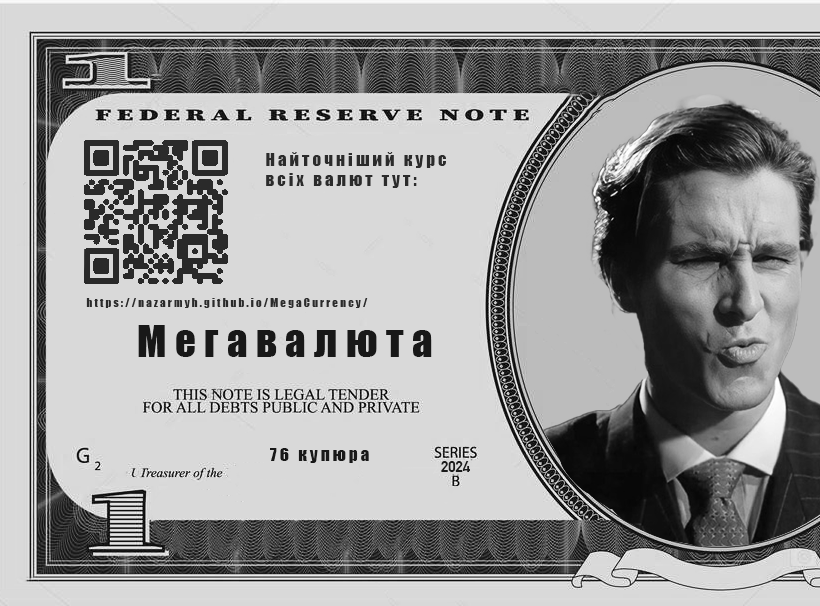 1
FEDERAL RESERVE NOTE
Найточніший курс
всіх валют тут:
https://nazarmyh.github.io/MegaCurrency/
Мегавалюта
THIS NOTE IS LEGAL TENDER
FOR ALL DEBTS PUBLIC AND PRIVATE
G 2
76 купюра
SERIES
2024
B
Treasurer of the
1